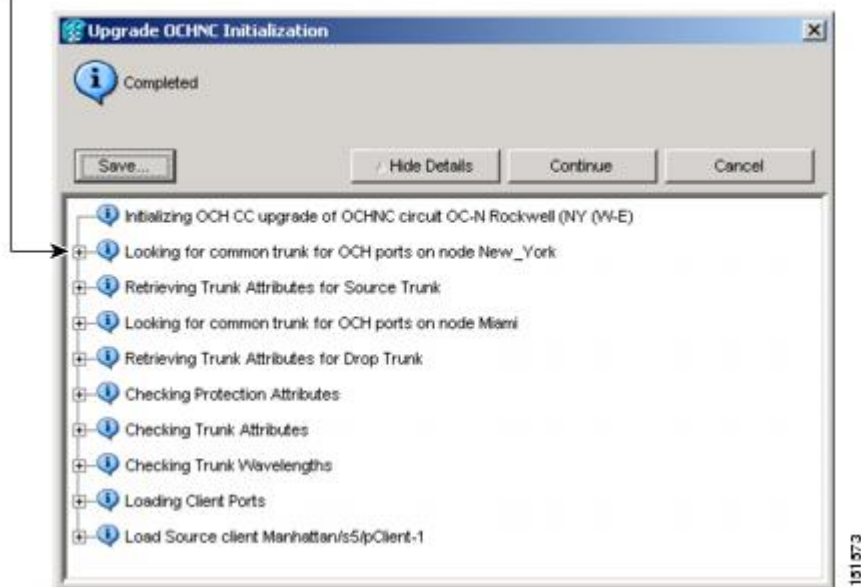 Upgrade OCHNC Initialization
Completed
Save...
Hide Details
Continue
Cancel
Initializing OCH CC upgrade of OCHNC circuit OC-N Rockwell (NY (W-E)
Looking for common trunk for OCH ports on node New_York
Retrieving Trunk Attributes for Source Trunk
Looking for common trunk for OCH ports on node Miami
Retrieving Trunk Attributes for Drop Trunk
Checking Protection Attributes
Checking Trunk Attributes
Checking Trunk Wavelengths
Loading Client Ports
Load Source client Manhattan/s5/pClient-1
151573